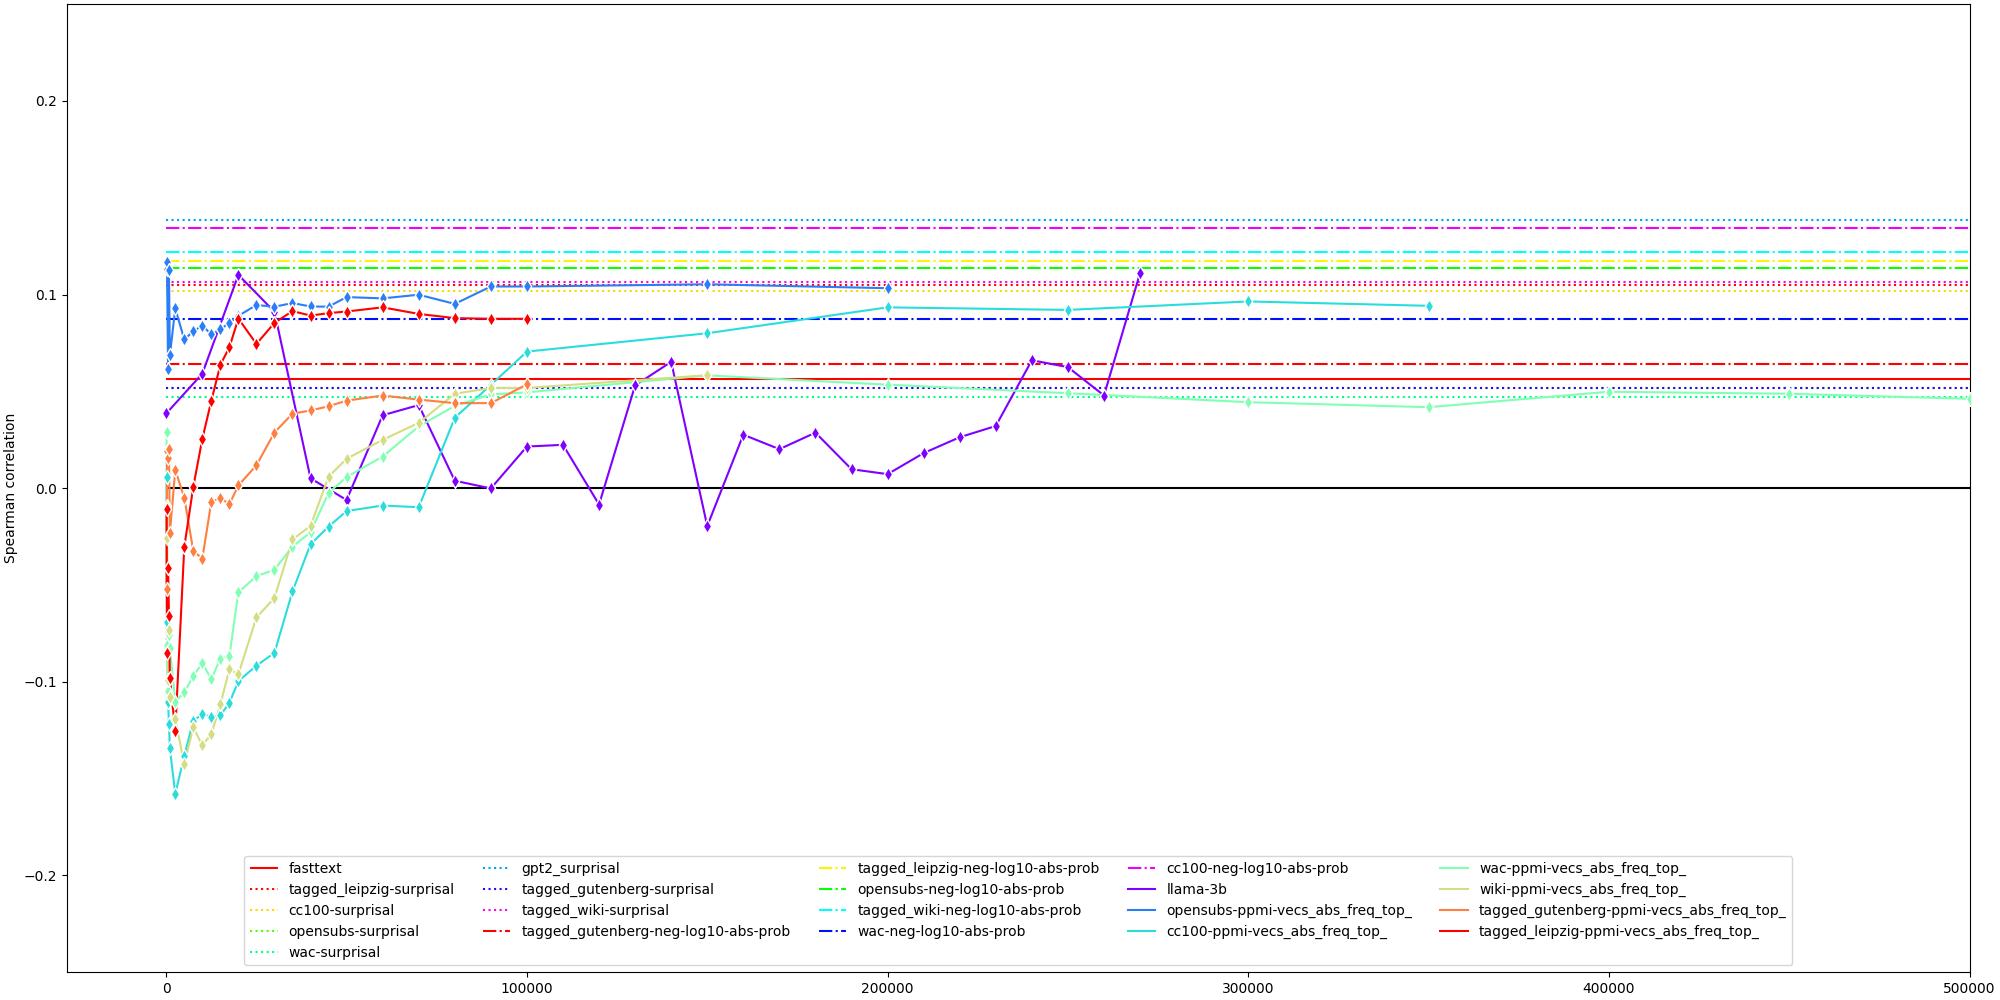 0.2
0.1
0.0
−0.1
−0.2
Spearman correlation
fasttext
tagged_leipzig-surprisal
cc100-surprisal
opensubs-surprisal
wac-surprisal
gpt2_surprisal
tagged_gutenberg-surprisal
tagged_wiki-surprisal
tagged_gutenberg-neg-log10-abs-prob
tagged_leipzig-neg-log10-abs-prob
opensubs-neg-log10-abs-prob
tagged_wiki-neg-log10-abs-prob
wac-neg-log10-abs-prob
cc100-neg-log10-abs-prob
llama-3b
opensubs-ppmi-vecs_abs_freq_top_
cc100-ppmi-vecs_abs_freq_top_
wac-ppmi-vecs_abs_freq_top_
wiki-ppmi-vecs_abs_freq_top_
tagged_gutenberg-ppmi-vecs_abs_freq_top_
tagged_leipzig-ppmi-vecs_abs_freq_top_
0 100000 200000 300000 400000 500000